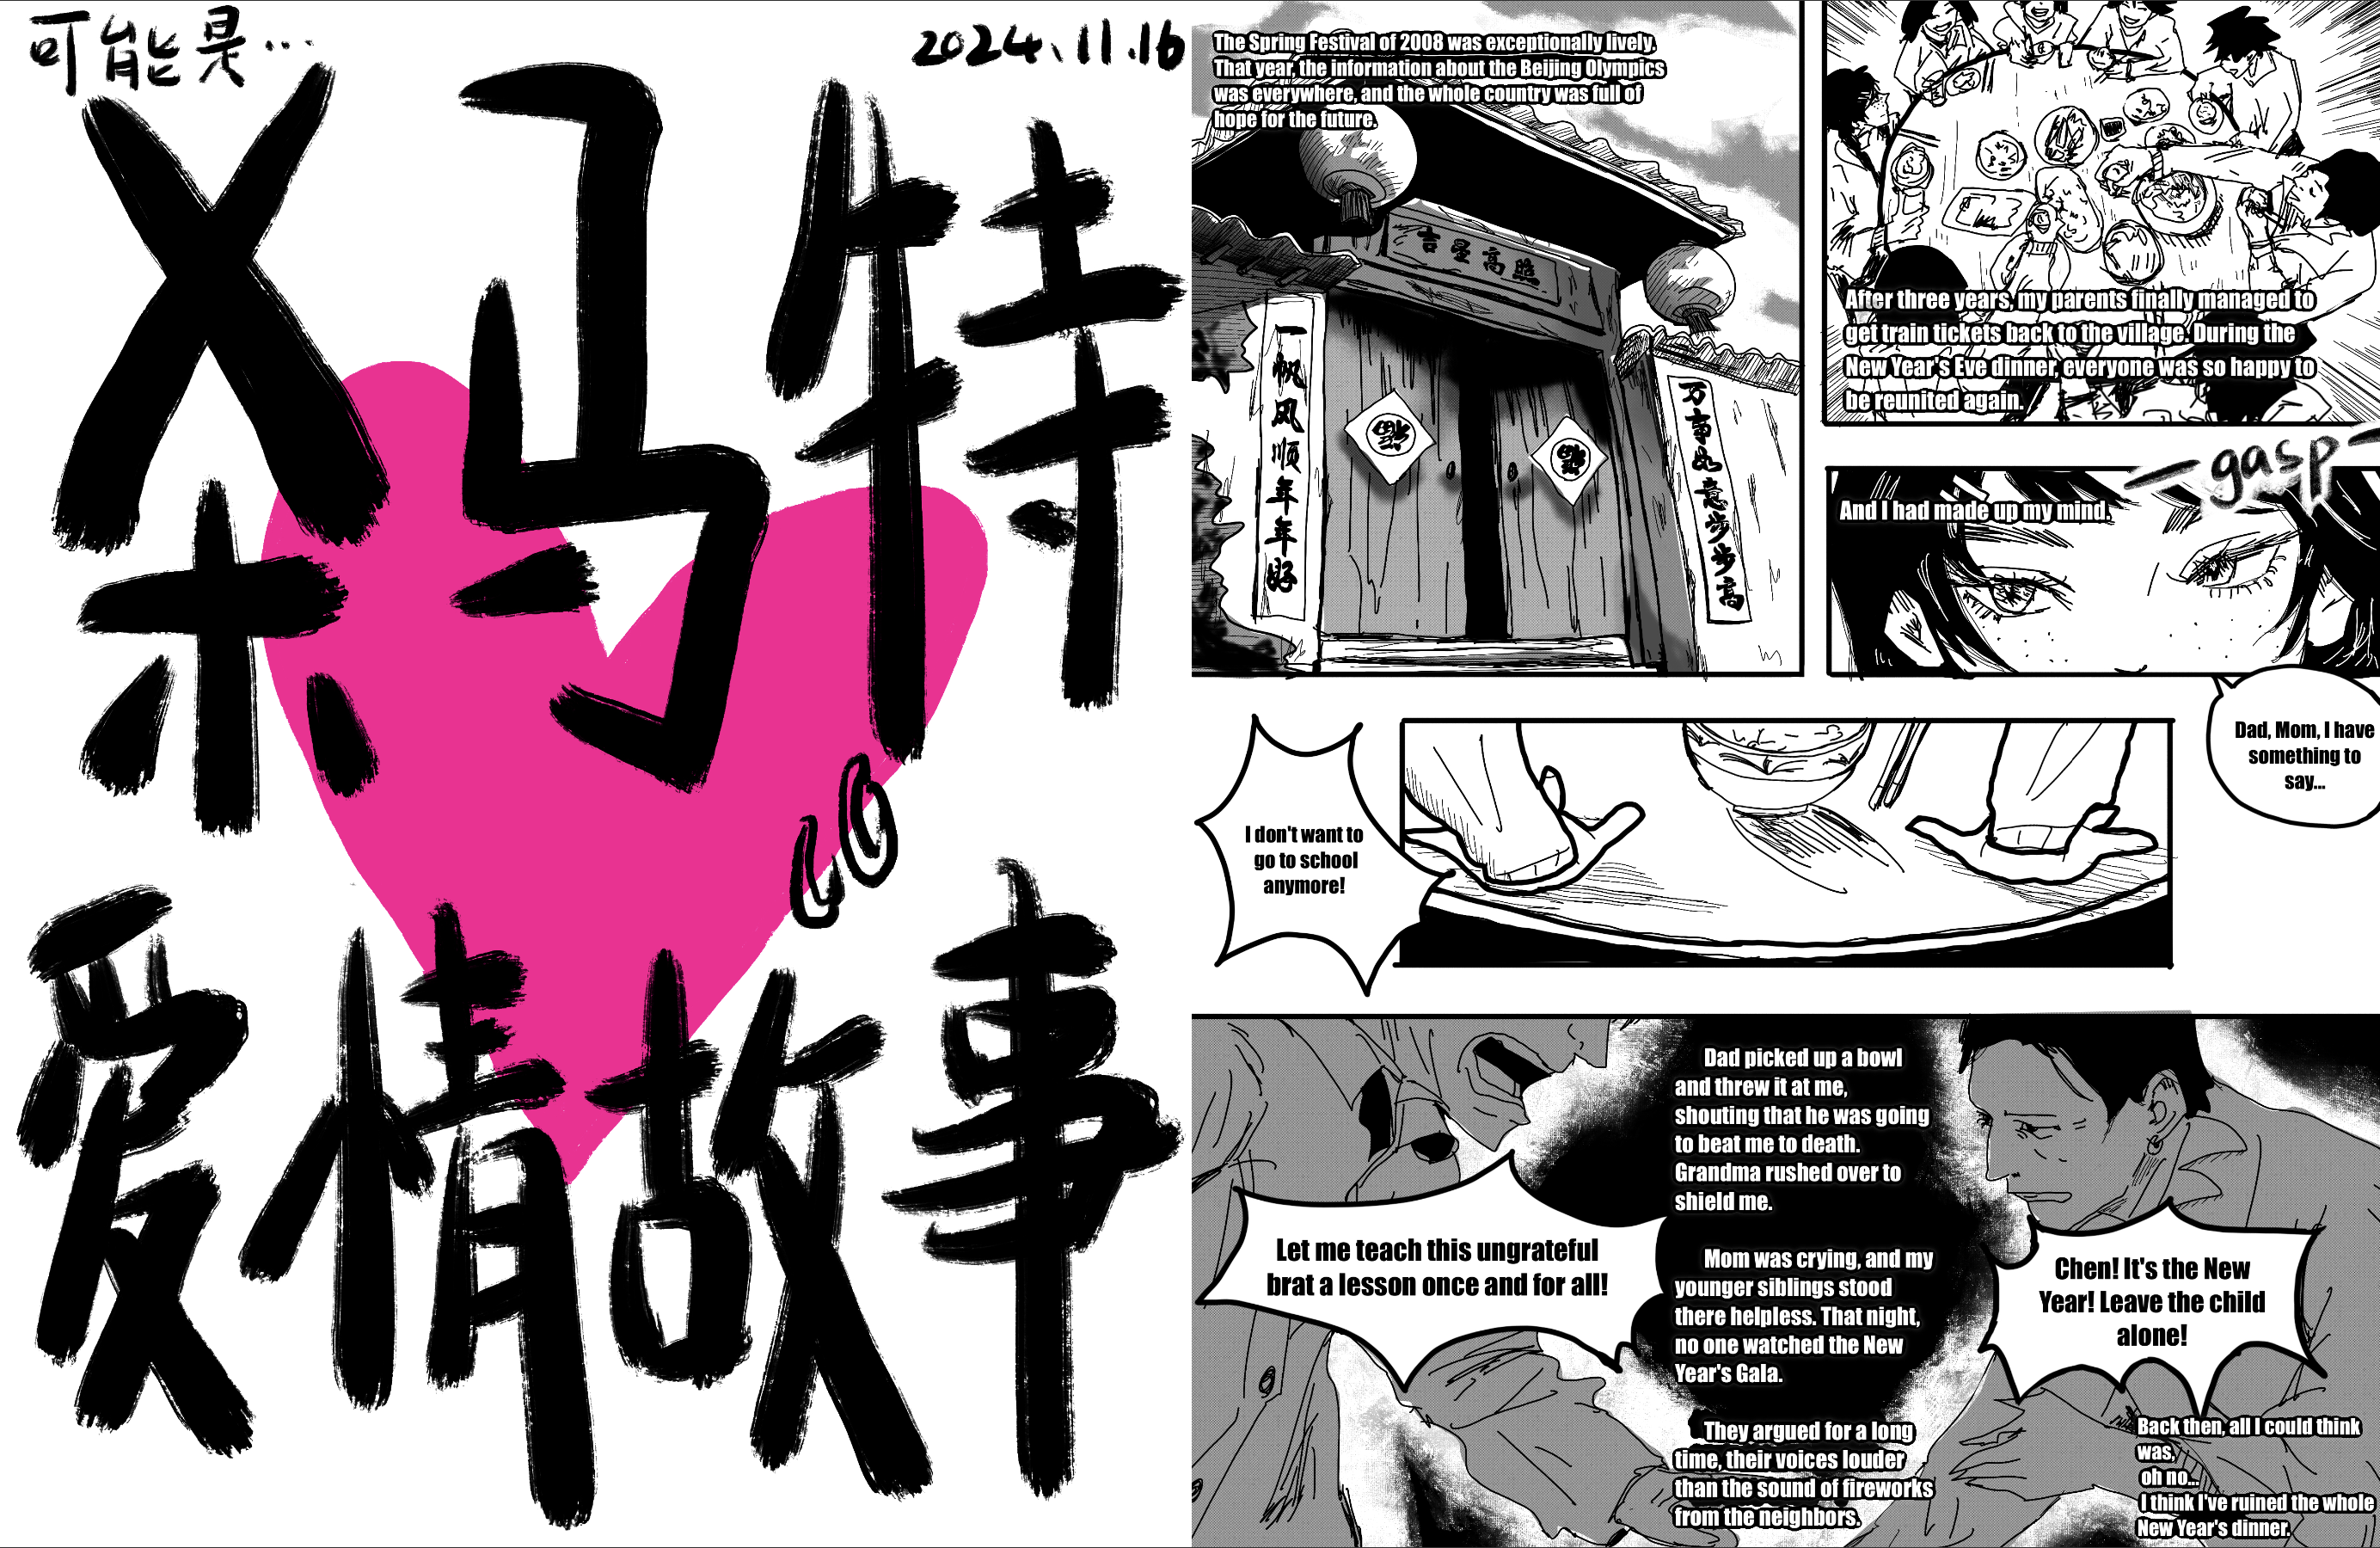 可能是...
2024.11.16
杀马特
的
爱情故事
The Spring Festival of 2008 was exceptionally lively.
That year, the information about the Beijing Olympics
was everywhere, and the whole country was full of
hope for the future.
吉星高照
一帆风顺年年好
万事如意步步高
福
福
After three years, my parents finally managed to
get train tickets back to the village. During the
New Year's Eve dinner, everyone was so happy to
be reunited again.
gasp
And I had made up my mind.
Dad, Mom, I have
something to
say...
I don't want to
go to school
anymore!
Dad picked up a bowl
and threw it at me,
shouting that he was going
to beat me to death.
Grandma rushed over to
shield me.
Let me teach this ungrateful
brat a lesson once and for all!
Mom was crying, and my
younger siblings stood
there helpless. That night,
no one watched the New
Year's Gala.
Chen! It's the New
Year! Leave the child
alone!
They argued for a long
time, their voices louder
than the sound of fireworks
from the neighbors.
Back then, all I could think
was,
oh no...
I think I've ruined the whole
New Year's dinner.